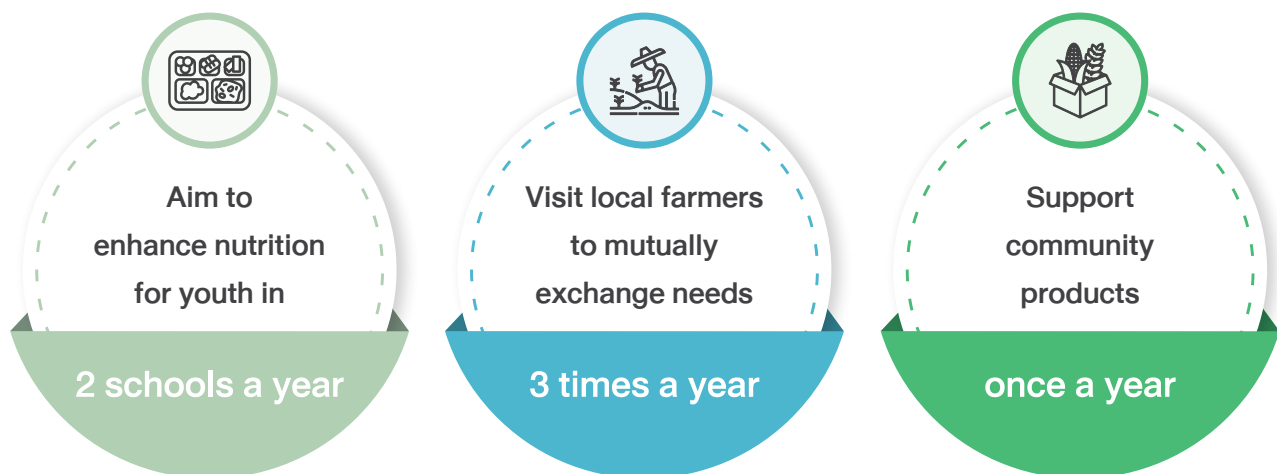 Aim to
enhance nutrition
for youth in
2 schools a year
Visit local farmers
to mutually
exchange needs
3 times a year
Support
community
products
once a year